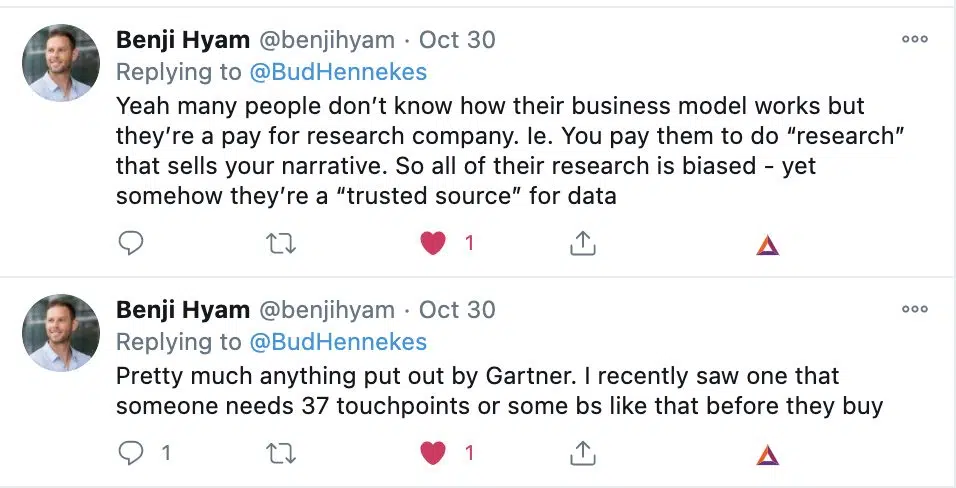 Benji Hyam @benjihyam · Oct 30
Replying to @BudHennekes
Yeah many people don’t know how their business model works but
they’re a pay for research company. Ie. You pay them to do “research”
that sells your narrative. So all of their research is biased - yet
somehow they’re a “trusted source” for data
1
Benji Hyam @benjihyam · Oct 30
Replying to @BudHennekes
Pretty much anything put out by Gartner. I recently saw one that
someone needs 37 touchpoints or some bs like that before they buy
1 1